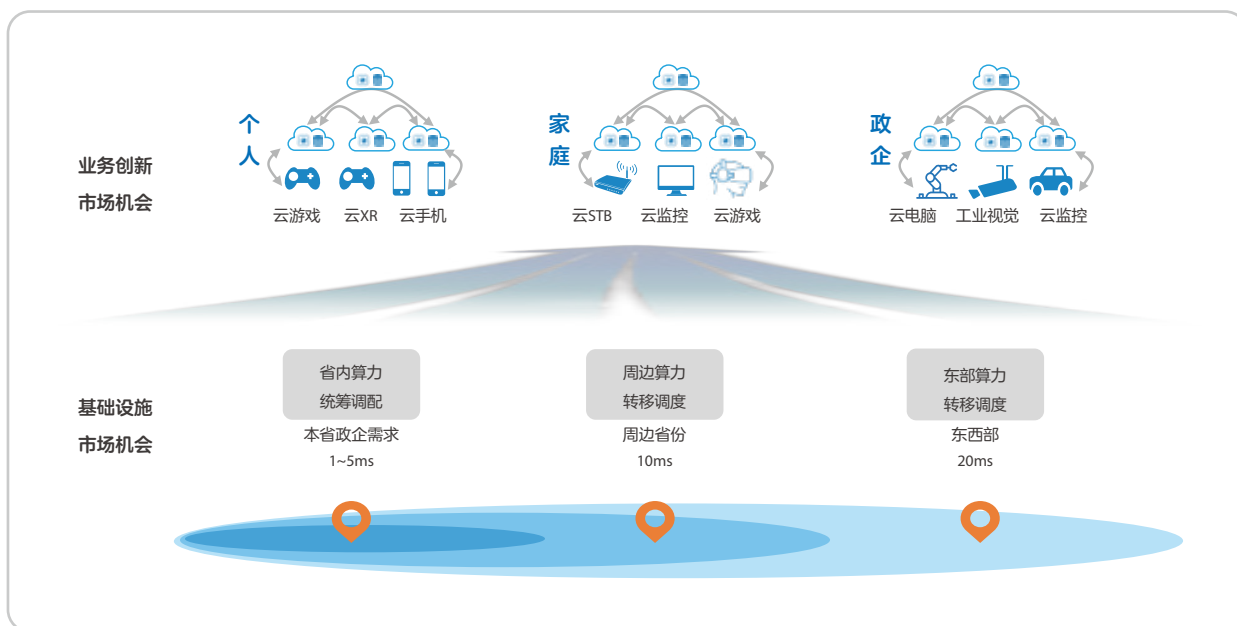 个人
家庭
政企
业务创新
市场机会
云游戏 云XR 云手机
云STB 云监控 云游戏
云电脑 工业视觉 云监控
基础设施
市场机会
省内算力
统筹调配
本省政企需求
1~5ms
周边算力
转移调度
周边省份
10ms
东部算力
转移调度
东西部
20ms